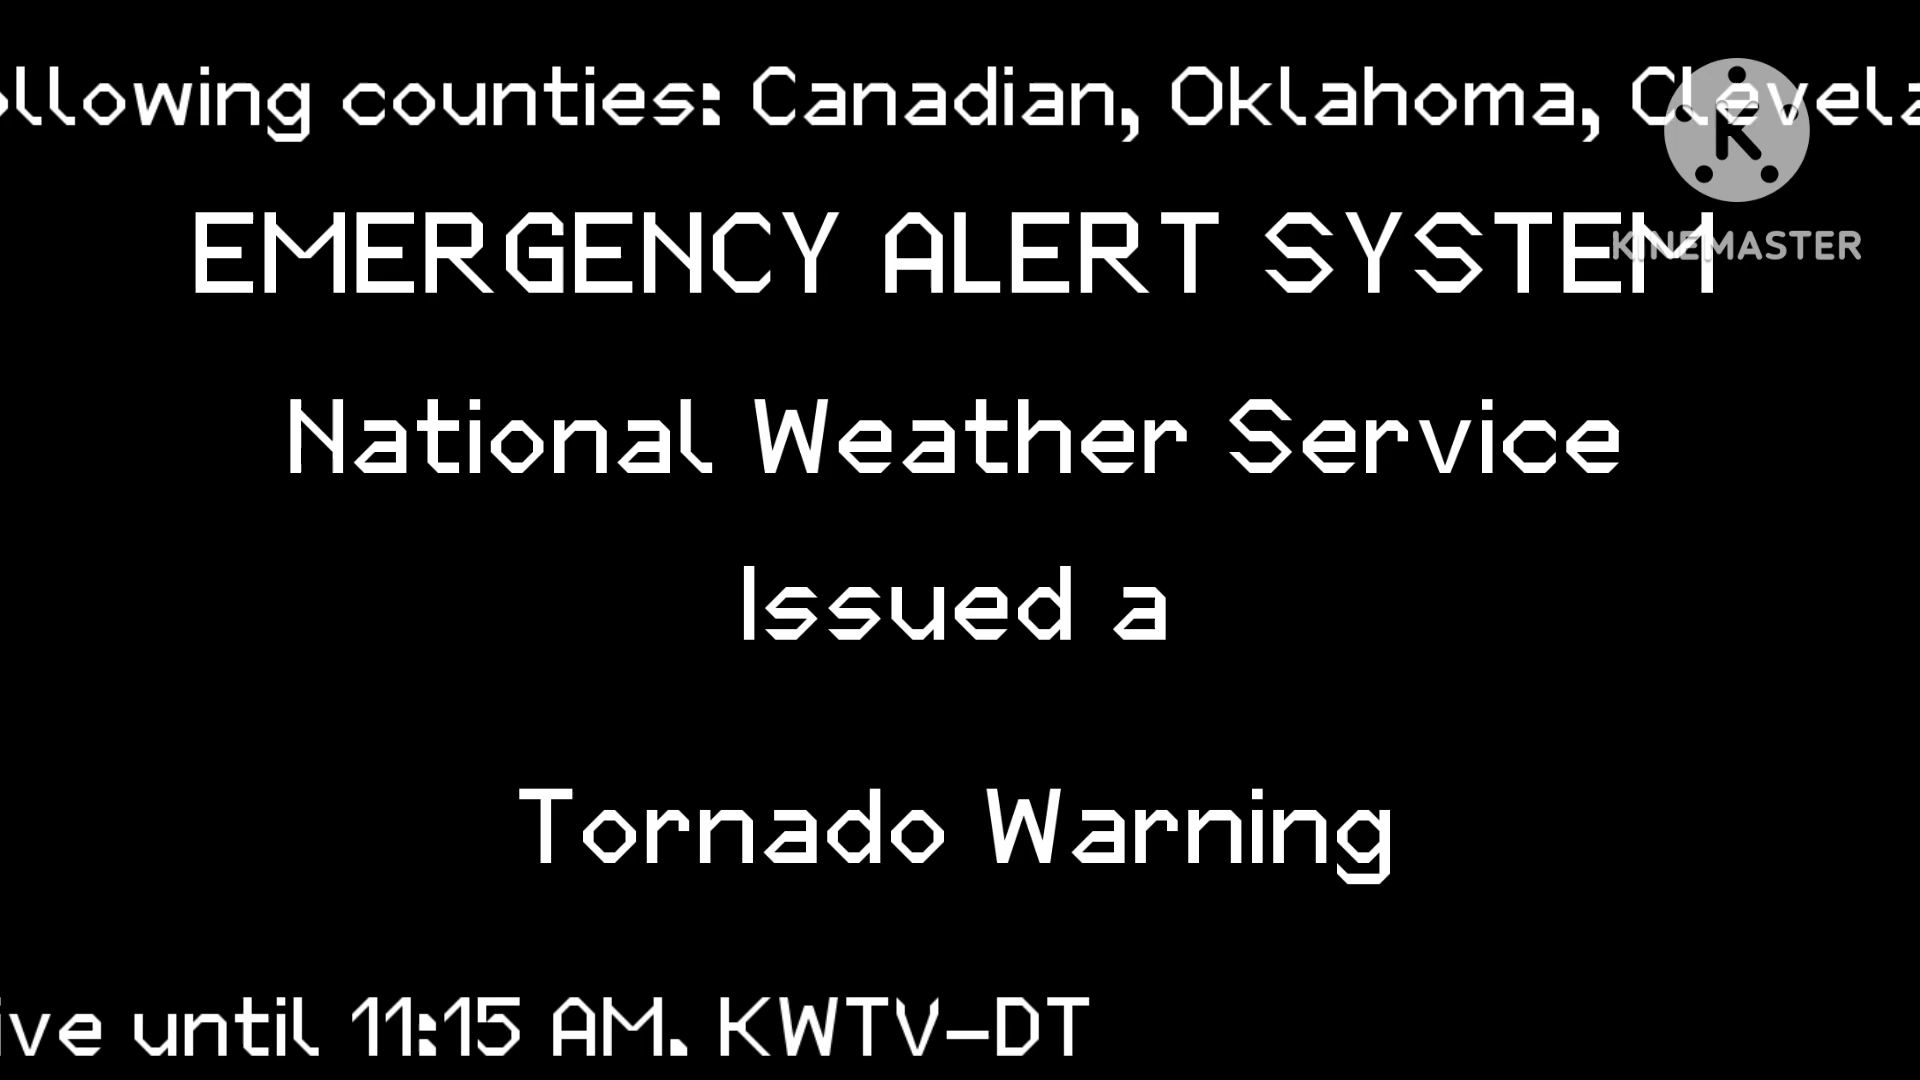 ollowing counties: Canadian, Oklahoma, Clevela
EMERGENCY ALERT SYSTEM
KINEMASTER
National Weather Service
Issued a
Tornado Warning
ive until 11:15 AM. KWTV-DT